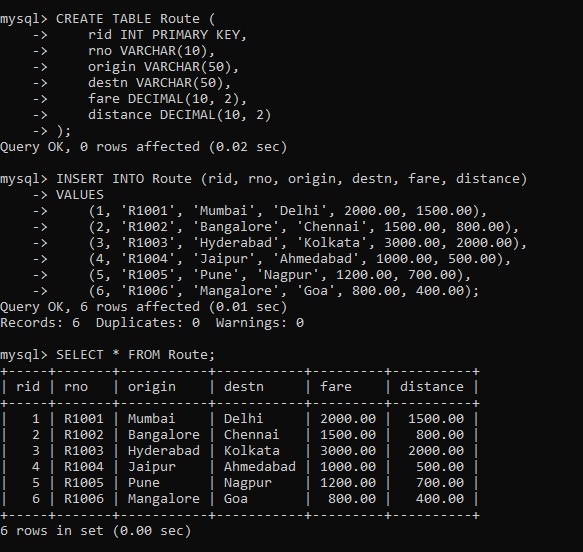 mysql> CREATE TABLE Route (
    ->     rid INT PRIMARY KEY,
    ->     rno VARCHAR(10),
    ->     origin VARCHAR(50),
    ->     destn VARCHAR(50),
    ->     fare DECIMAL(10, 2),
    ->     distance DECIMAL(10, 2)
    -> );
Query OK, 0 rows affected (0.02 sec)

mysql> INSERT INTO Route (rid, rno, origin, destn, fare, distance)
    -> VALUES
    ->     (1, 'R1001', 'Mumbai', 'Delhi', 2000.00, 1500.00),
    ->     (2, 'R1002', 'Bangalore', 'Chennai', 1500.00, 800.00),
    ->     (3, 'R1003', 'Hyderabad', 'Kolkata', 3000.00, 2000.00),
    ->     (4, 'R1004', 'Jaipur', 'Ahmedabad', 1000.00, 500.00),
    ->     (5, 'R1005', 'Pune', 'Nagpur', 1200.00, 700.00),
    ->     (6, 'R1006', 'Mangalore', 'Goa', 800.00, 400.00);
Query OK, 6 rows affected (0.01 sec)
Records: 6  Duplicates: 0  Warnings: 0

mysql> SELECT * FROM Route;
+-----+-------+-----------+-----------+---------+----------+
| rid | rno   | origin    | destn     | fare    | distance |
+-----+-------+-----------+-----------+---------+----------+
|   1 | R1001 | Mumbai    | Delhi     | 2000.00 |  1500.00 |
|   2 | R1002 | Bangalore | Chennai   | 1500.00 |   800.00 |
|   3 | R1003 | Hyderabad | Kolkata   | 3000.00 |  2000.00 |
|   4 | R1004 | Jaipur    | Ahmedabad | 1000.00 |   500.00 |
|   5 | R1005 | Pune      | Nagpur    | 1200.00 |   700.00 |
|   6 | R1006 | Mangalore | Goa       |  800.00 |   400.00 |
+-----+-------+-----------+-----------+---------+----------+
6 rows in set (0.00 sec)